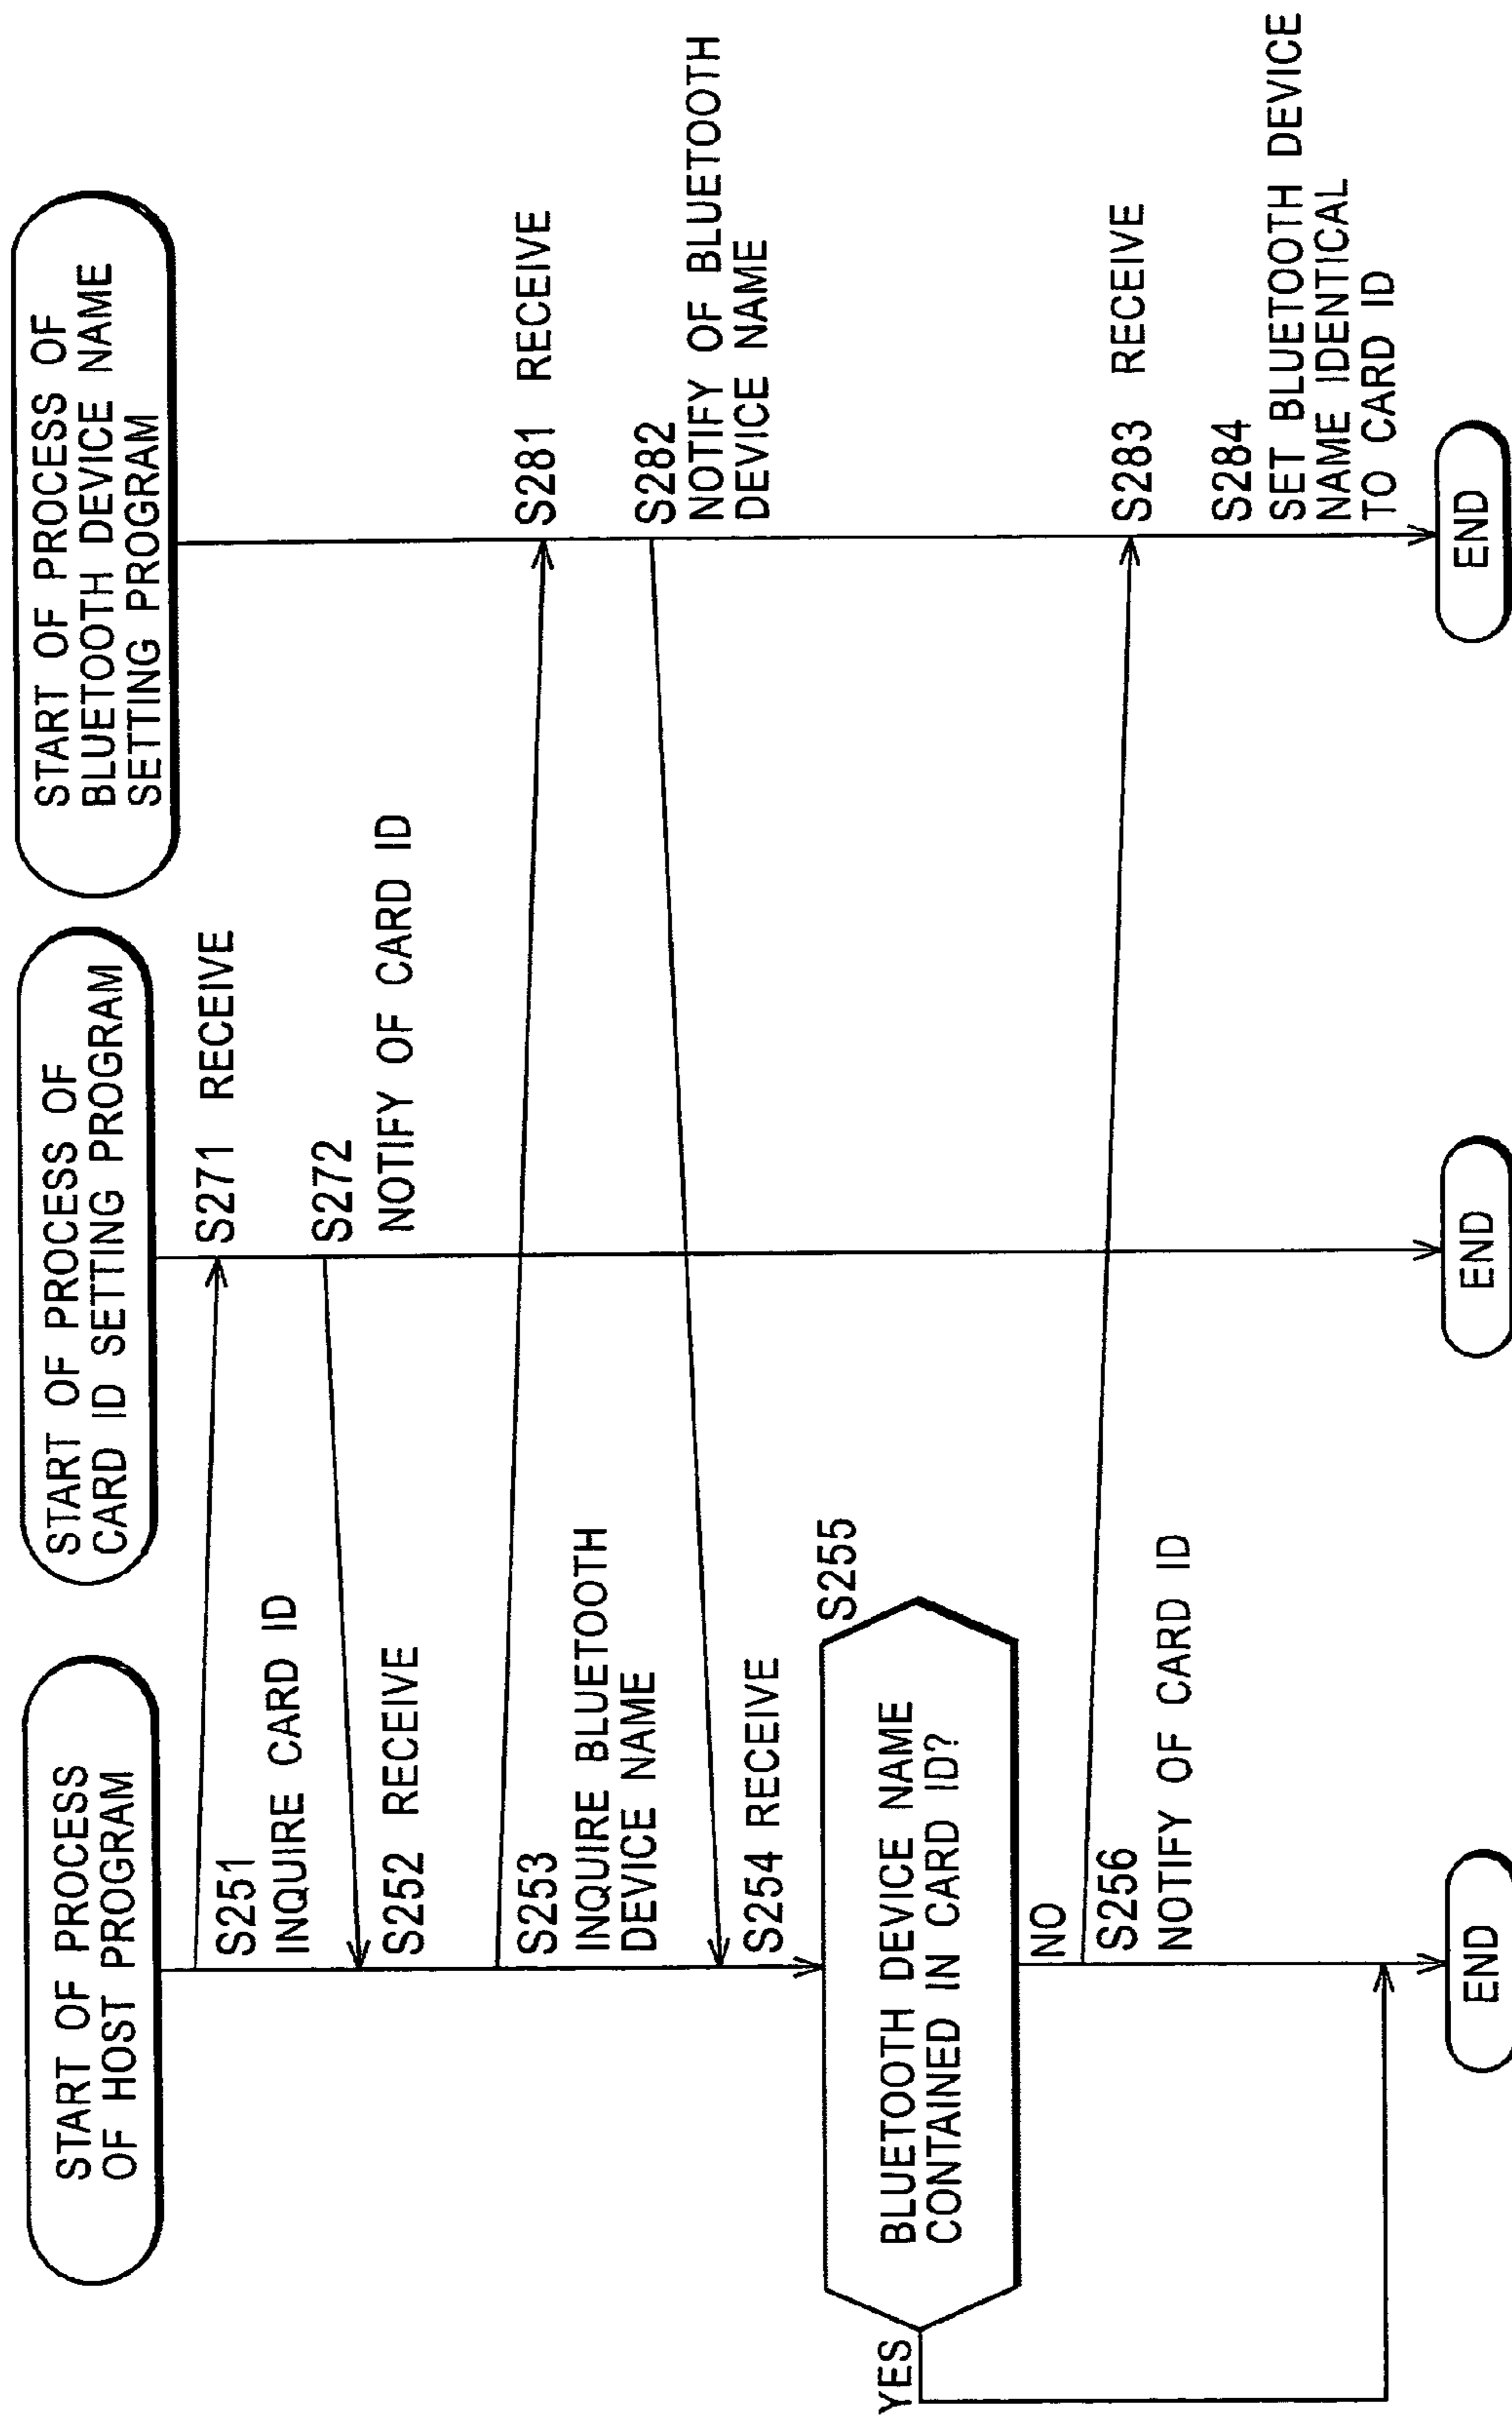 START OF PROCESS
OF HOST PROGRAM
START OF PROCESS OF
CARD ID SETTING PROGRAM
START OF PROCESS OF
BLUETOOTH DEVICE NAME
SETTING PROGRAM
S251
INQUIRE CARD ID
S271 RECEIVE
S272
NOTIFY OF CARD ID
S252 RECEIVE
S253
INQUIRE BLUETOOTH
DEVICE NAME
S281 RECEIVE
S282
NOTIFY OF BLUETOOTH
DEVICE NAME
S254 RECEIVE
S255
BLUETOOTH DEVICE NAME
CONTAINED IN CARD ID?
YES
NO
S256
NOTIFY OF CARD ID
S283 RECEIVE
S284
SET BLUETOOTH DEVICE
NAME IDENTICAL
TO CARD ID
END
END
END